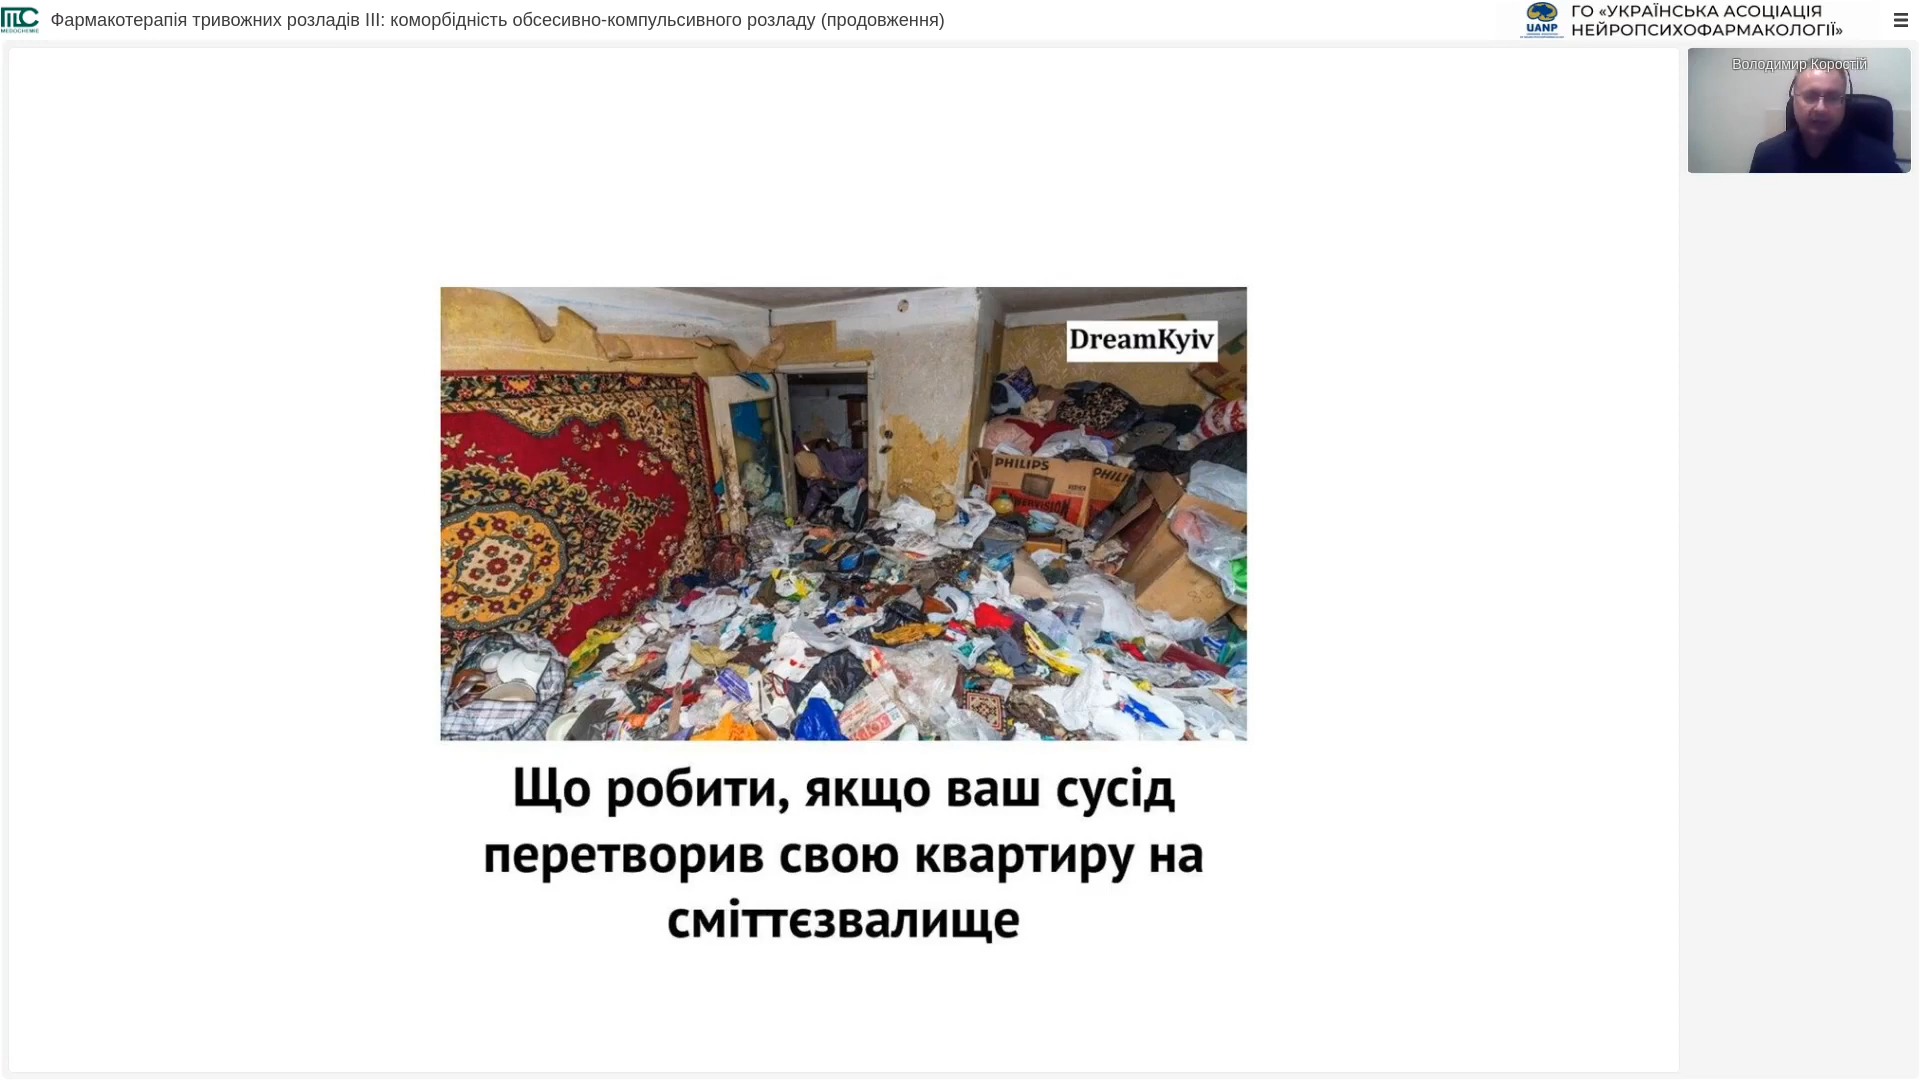 MEDOCHEMIE
Фармакотерапія тривожних розладів III: коморбідність обсесивно-компульсивного розладу (продовження)
UANP
ГО «УКРАЇНСЬКА АСОЦІАЦІЯ
НЕЙРОПСИХОФАРМАКОЛОГІЇ»
Володимир Коростій
DreamKyiv
PHILIPS
Що робити, якщо ваш сусід
перетворив свою квартиру на
сміттєзвалище